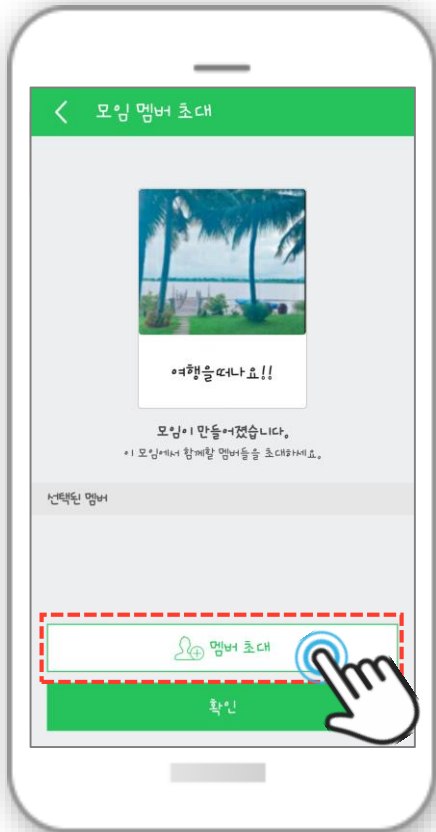 모임 멤버 초대
여행을떠나요!!
모임이 만들어졌습니다.
이 모임에서 함께할 멤버들을 초대하세요.
선택된 멤버
멤버 초대
확인